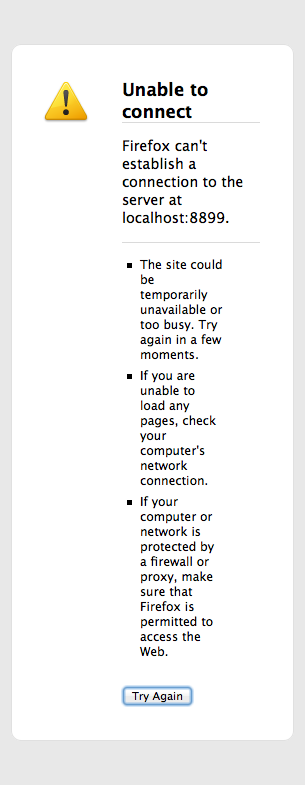 Unable to
connect
Firefox can't
establish a
connection to the
server at
localhost:8899.
The site could
be
temporarily
unavailable or
too busy. Try
again in a few
moments.
If you are
unable to
load any
pages, check
your
computer's
network
connection.
If your
computer or
network is
protected by
a firewall or
proxy, make
sure that
Firefox is
permitted to
access the
Web.
Try Again